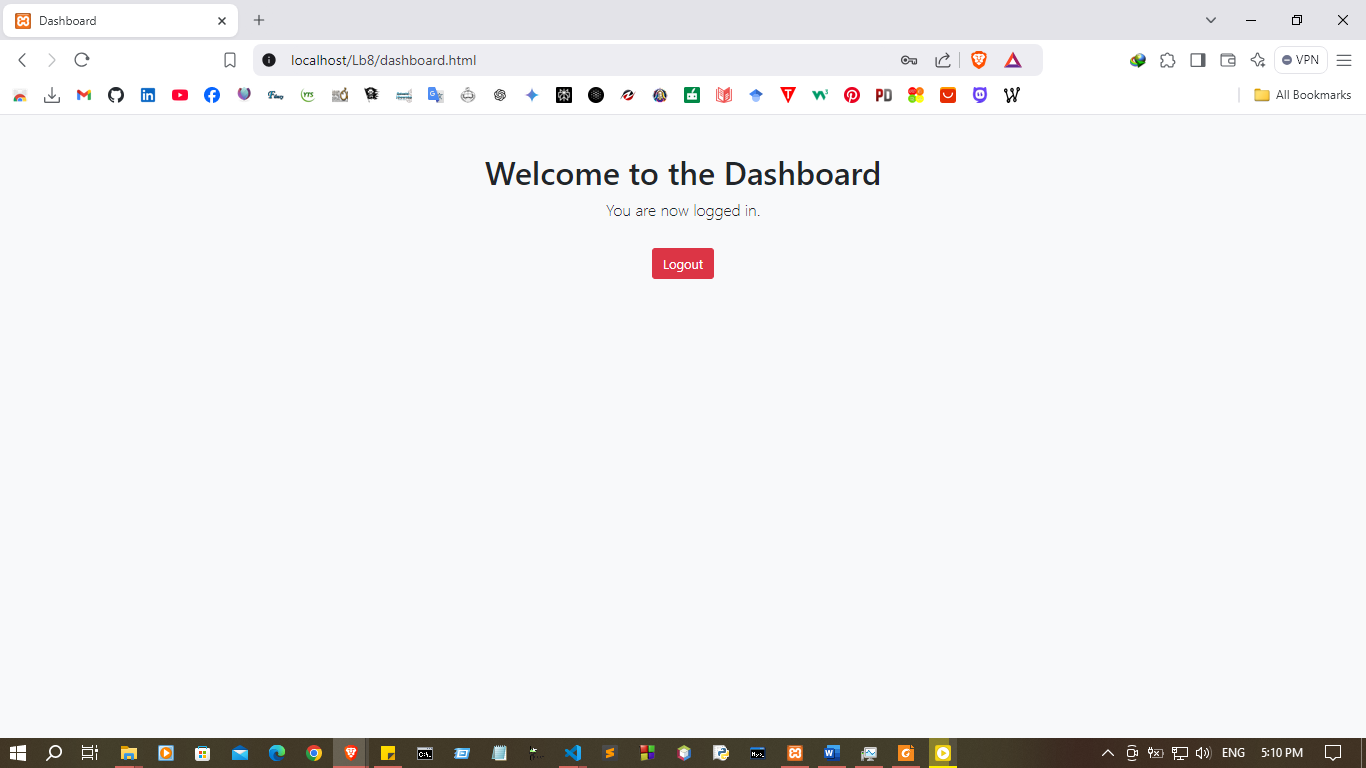 Dashboard
localhost/Lb8/dashboard.html
VPN
All Bookmarks
Welcome to the Dashboard
You are now logged in.
Logout
ENG
5:10 PM